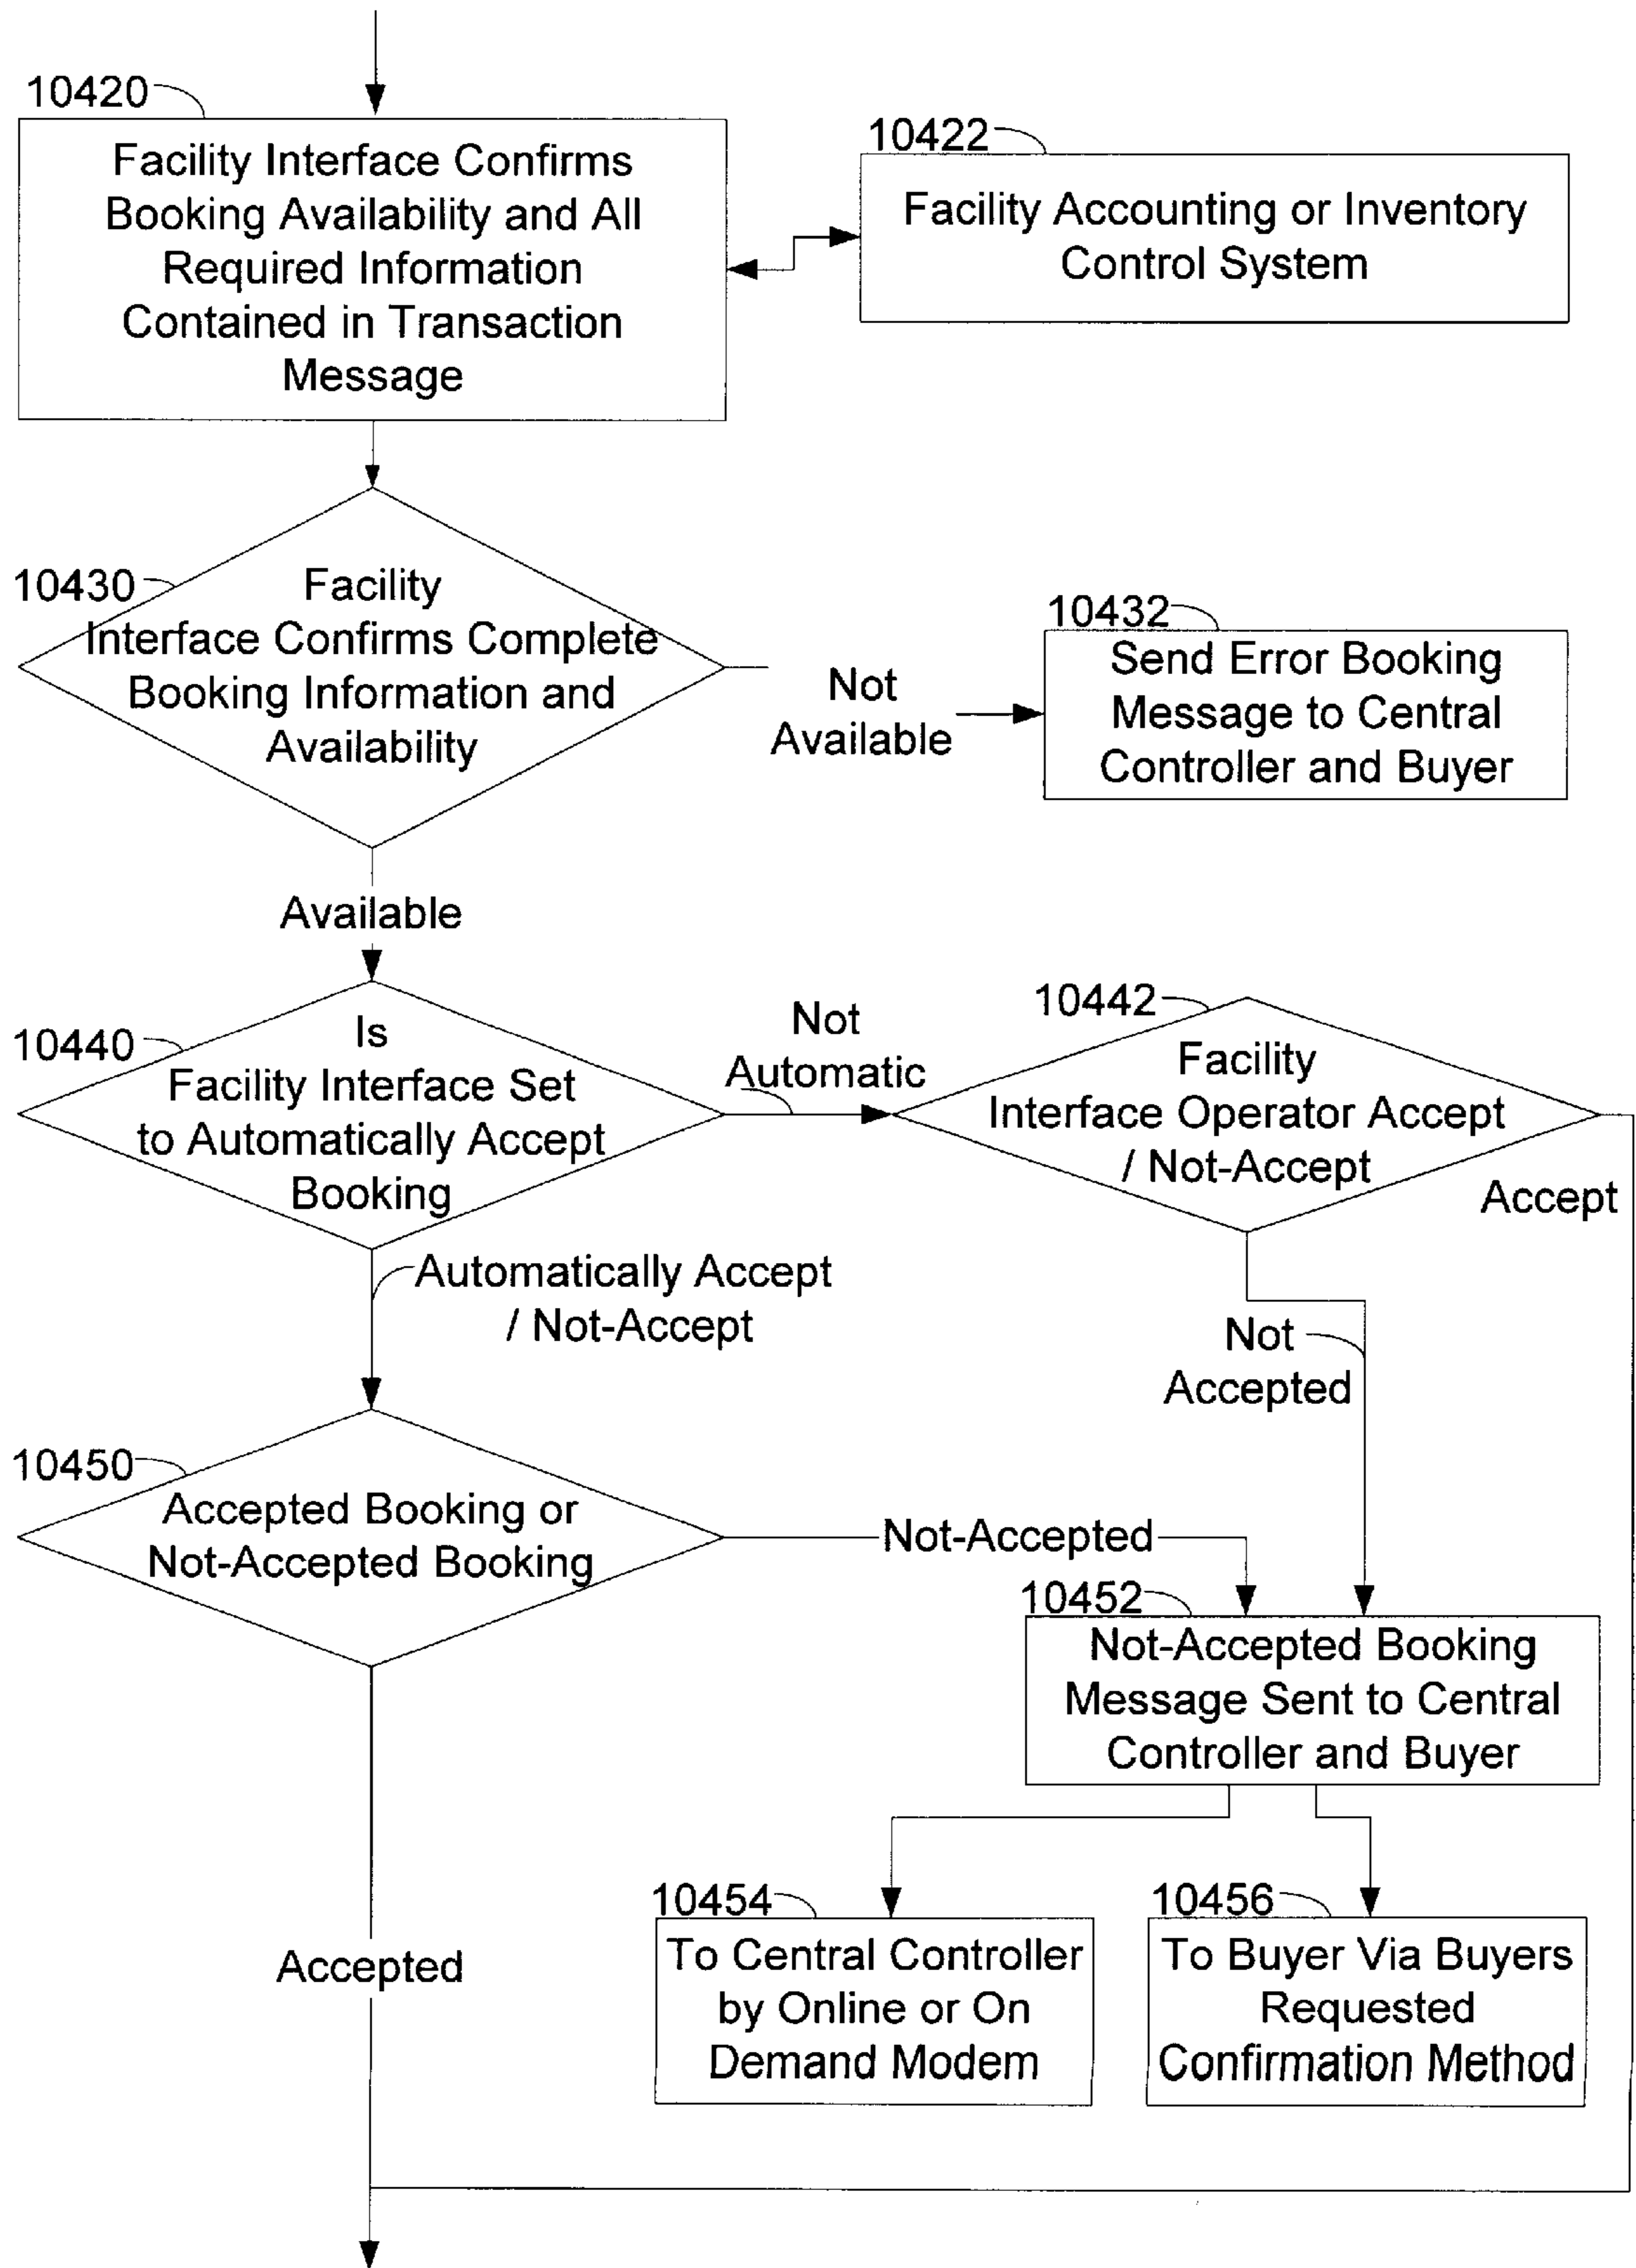 10420
Facility Interface Confirms
Booking Availability and All
Required Information
Contained in Transaction
Message
10422
Facility Accounting or Inventory
Control System
10430
Facility
Interface Confirms Complete
Booking Information and
Availability
Not
Available
10432
Send Error Booking
Message to Central
Controller and Buyer
Available
10440
Is
Facility Interface Set
to Automatically Accept
Booking
Not
Automatic
10442
Facility
Interface Operator Accept
/ Not-Accept
Accept
Automatically Accept
/ Not-Accept
Not
Accepted
10450
Accepted Booking or
Not-Accepted Booking
Not-Accepted
10452
Not-Accepted Booking
Message Sent to Central
Controller and Buyer
Accepted
10454
To Central Controller
by Online or On
Demand Modem
10456
To Buyer Via Buyers
Requested
Confirmation Method